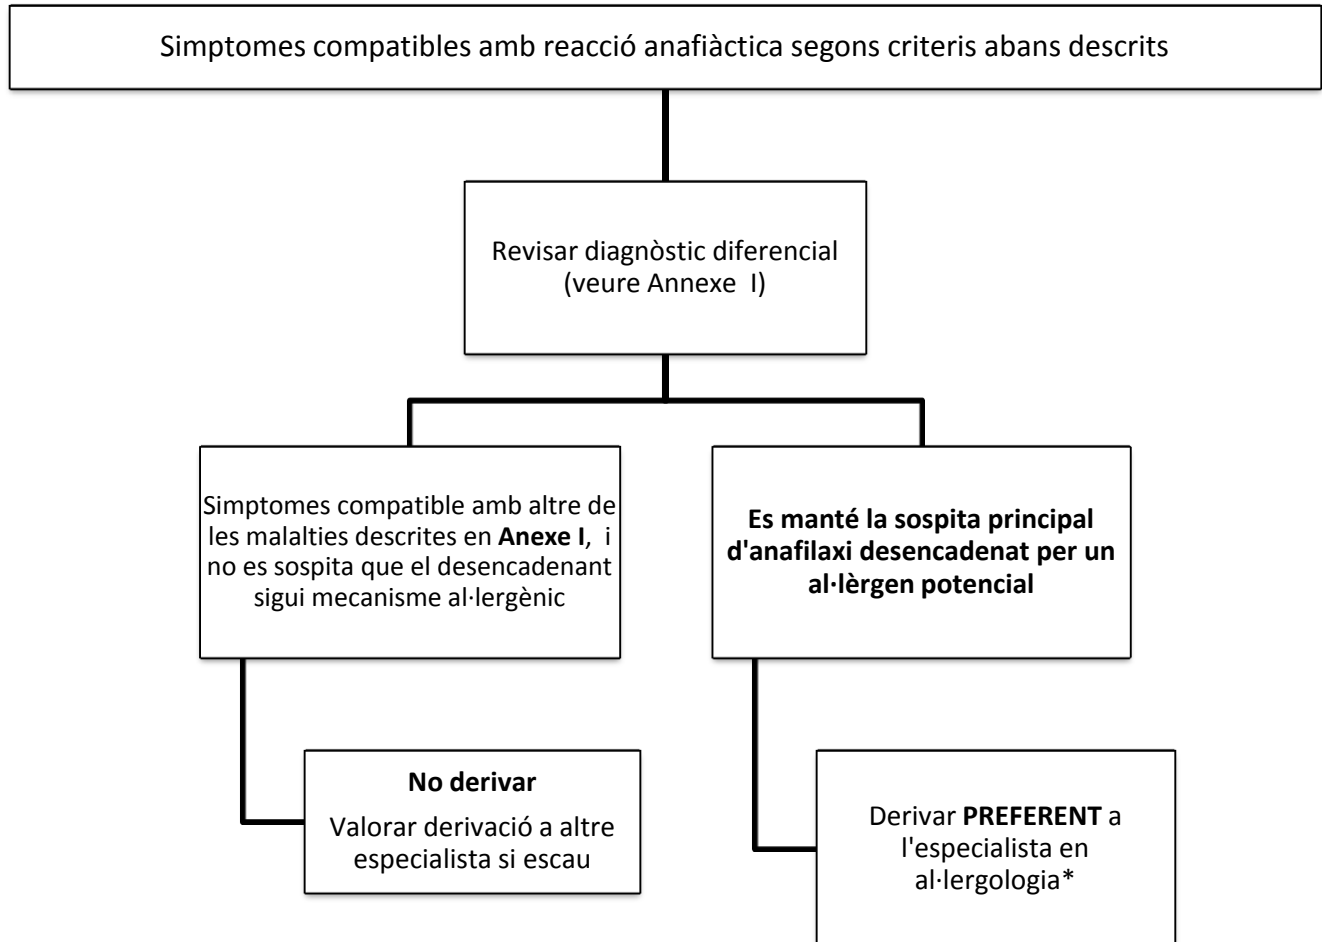 Simptomes compatibles amb reacció anafiàctica segons criteris abans descrits
Revisar diagnòstic diferencial
(veure Annexe  I)
Simptomes compatible amb altre de
les malalties descrites en Anexe I,  i
no es sospita que el desencadenant
sigui mecanisme al·lergènic
Es manté la sospita principal
d'anafilaxi desencadenat per un
al·lèrgen potencial
No derivar
Valorar derivació a altre
especialista si escau
Derivar PREFERENT a
l'especialista en
al·lergologia*